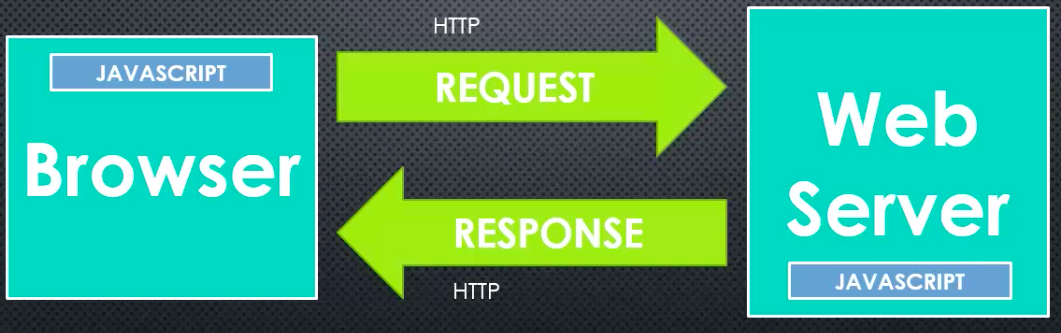 HTTP
JAVASCRIPT
REQUEST
Browser
Web
Server
RESPONSE
JAVASCRIPT
HTTP